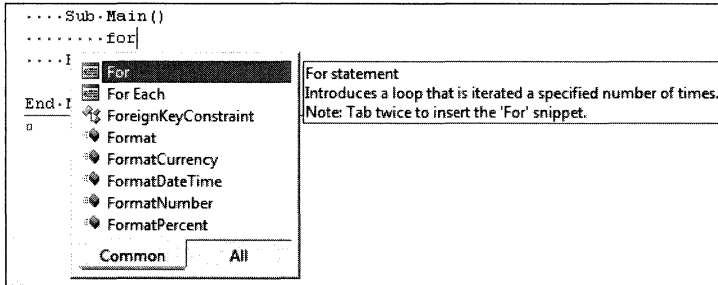 ····Sub·Main()
········for
····E
For
For Each
End·M
ForeignKeyConstraint
Format
FormatCurrency
FormatDateTime
FormatNumber
FormatPercent
Common All
For statement
Introduces a loop that is iterated a specified number of times.
Note: Tab twice to insert the 'For' snippet.